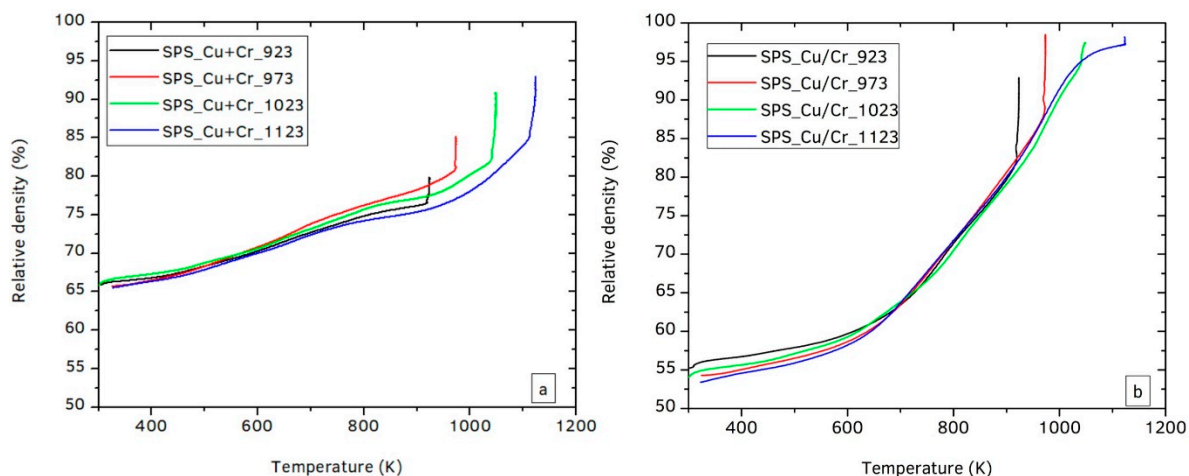 100
95
90
85
80
75
70
65
60
55
50
Relative density (%)
SPS_Cu+Cr_923
SPS_Cu+Cr_973
SPS_Cu+Cr_1023
SPS_Cu+Cr_1123
a
400 600 800 1000 1200
Temperature (K)
100
95
90
85
80
75
70
65
60
55
50
Relative density (%)
SPS_Cu/Cr_923
SPS_Cu/Cr_973
SPS_Cu/Cr_1023
SPS_Cu/Cr_1123
b
400 600 800 1000 1200
Temperature (K)